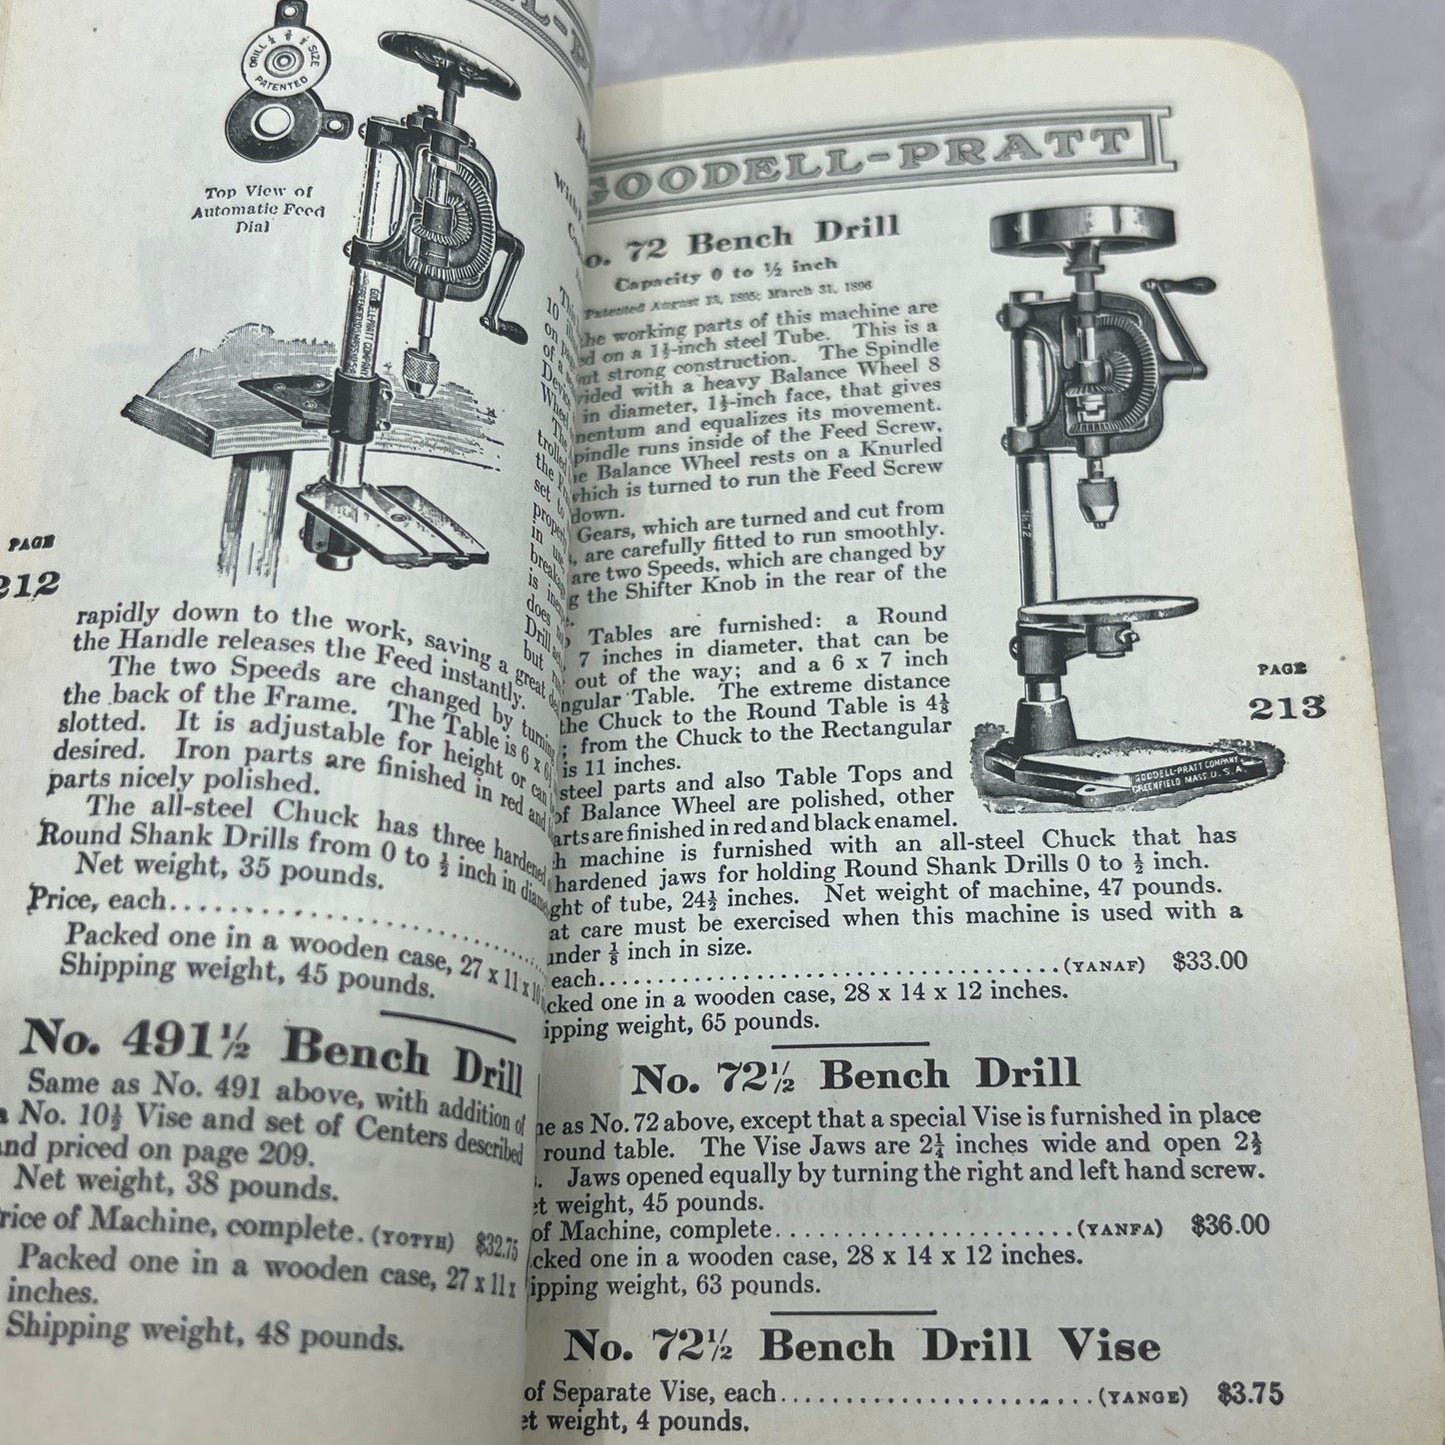 DRILL ¼ ⅜ ½ SIZE
PATENTED
Top View of
Automatic Feed
Dial
PAGE
212
rapidly down to the work, saving a great
the Handle releases the Feed instantly.
The two Speeds are changed by turning
the back of the Frame. The Table is 6 x 6
slotted. It is adjustable for height or can
desired. Iron parts are finished in red and
parts nicely polished.
The all-steel Chuck has three hardened
Round Shank Drills from 0 to ½ inch in
Net weight, 35 pounds.
Price, each
Packed one in a wooden case, 27 x 11 x
Shipping weight, 45 pounds.
No. 491½ Bench Drill
Same as No. 491 above, with addition of
a No. 10½ Vise and set of Centers described
and priced on page 209.
Net weight, 38 pounds.
Price of Machine, complete. (YOTYH) $32.75
Packed one in a wooden case, 27 x 11 x
inches.
Shipping weight, 48 pounds.
GOODELL-PRATT
No. 72 Bench Drill
Capacity 0 to ½ inch
Patented August 13, 1895; March 31, 1896
the working parts of this machine are
on a 1½-inch steel Tube. This is a
strong construction. The Spindle
with a heavy Balance Wheel 8
in diameter, 1½-inch face, that gives
and equalizes its movement.
runs inside of the Feed Screw,
Balance Wheel rests on a Knurled
which is turned to run the Feed Screw
down.
Gears, which are turned and cut from
are carefully fitted to run smoothly.
are two Speeds, which are changed by
the Shifter Knob in the rear of the
Tables are furnished: a Round
7 inches in diameter, that can be
out of the way; and a 6 x 7 inch
Table. The extreme distance
the Chuck to the Round Table is 4⅞
; from the Chuck to the Rectangular
is 11 inches.
steel parts and also Table Tops and
of Balance Wheel are polished, other
parts are finished in red and black enamel.
machine is furnished with an all-steel Chuck that has
hardened jaws for holding Round Shank Drills 0 to ½ inch.
of tube, 24½ inches. Net weight of machine, 47 pounds.
care must be exercised when this machine is used with a
under ⅛ inch in size.
each (YANAF) $33.00
one in a wooden case, 28 x 14 x 12 inches.
weight, 65 pounds.
GOODELL-PRATT COMPANY
GREENFIELD MASS. U.S.A.
PAGE
213
No. 72½ Bench Drill
as No. 72 above, except that a special Vise is furnished in place
round table. The Vise Jaws are 2¼ inches wide and open 2½
Jaws opened equally by turning the right and left hand screw.
weight, 45 pounds.
of Machine, complete (YANFA) $36.00
one in a wooden case, 28 x 14 x 12 inches.
weight, 63 pounds.
No. 72½ Bench Drill Vise
of Separate Vise, each (YANGE) $3.75
weight, 4 pounds.